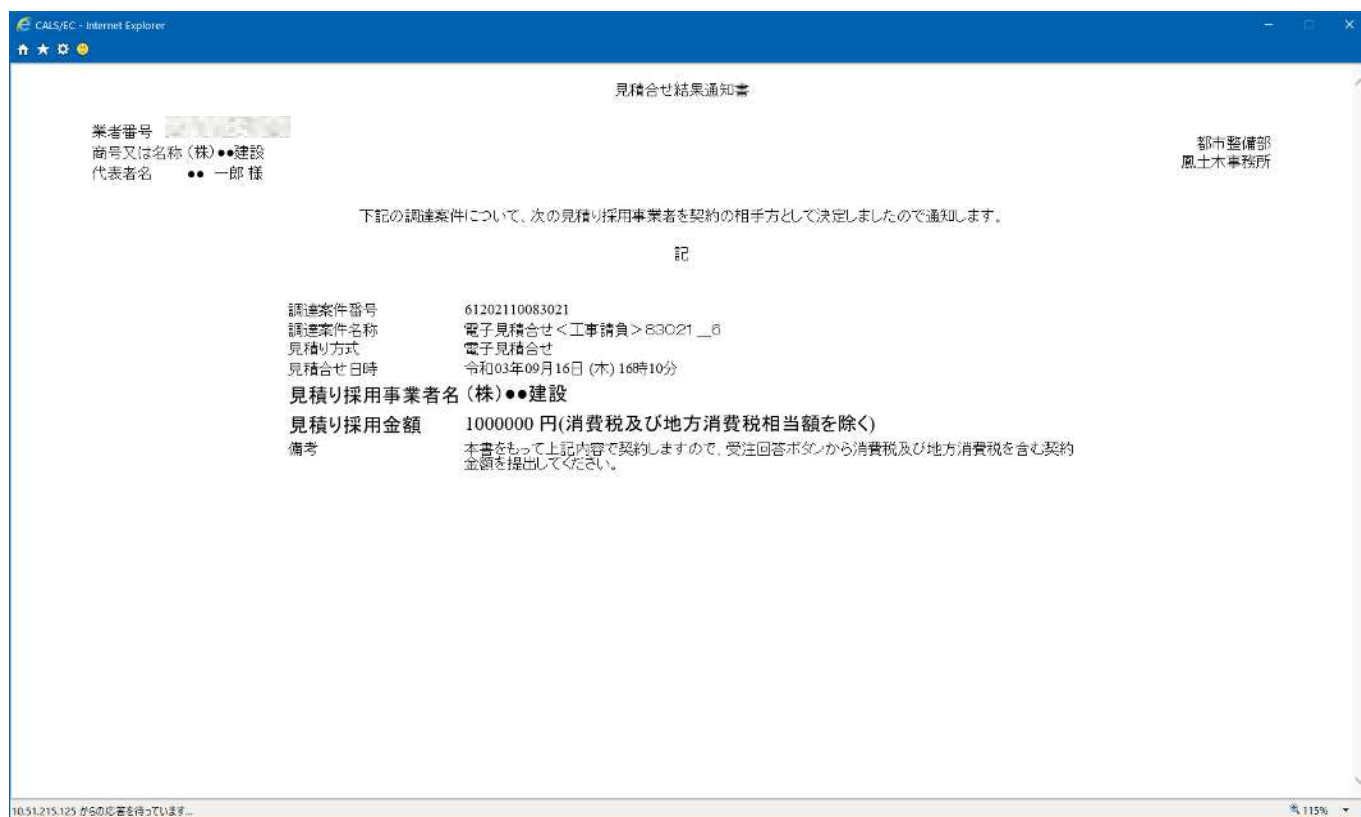 CALS/EC - Internet Explorer
見積合せ結果通知書
業者番号
商号又は名称 (株)●●建設
代表者名 ●● 一郎 様
都市整備部
鳳土木事務所
下記の調達案件について、次の見積り採用事業者を契約の相手方として決定しましたので通知します。
記
調達案件番号 61202110083021
調達案件名称 電子見積合せ<工事請負>83021__6
見積り方式 電子見積合せ
見積合せ日時 令和03年09月16日 (木) 16時10分
見積り採用事業者名 (株)●●建設
見積り採用金額 1000000 円(消費税及び地方消費税相当額を除く)
備考 本書をもって上記内容で契約しますので、受注回答ボタンから消費税及び地方消費税を含む契約
金額を提出してください。
10.51.215.125 からの応答を待っています...
115%